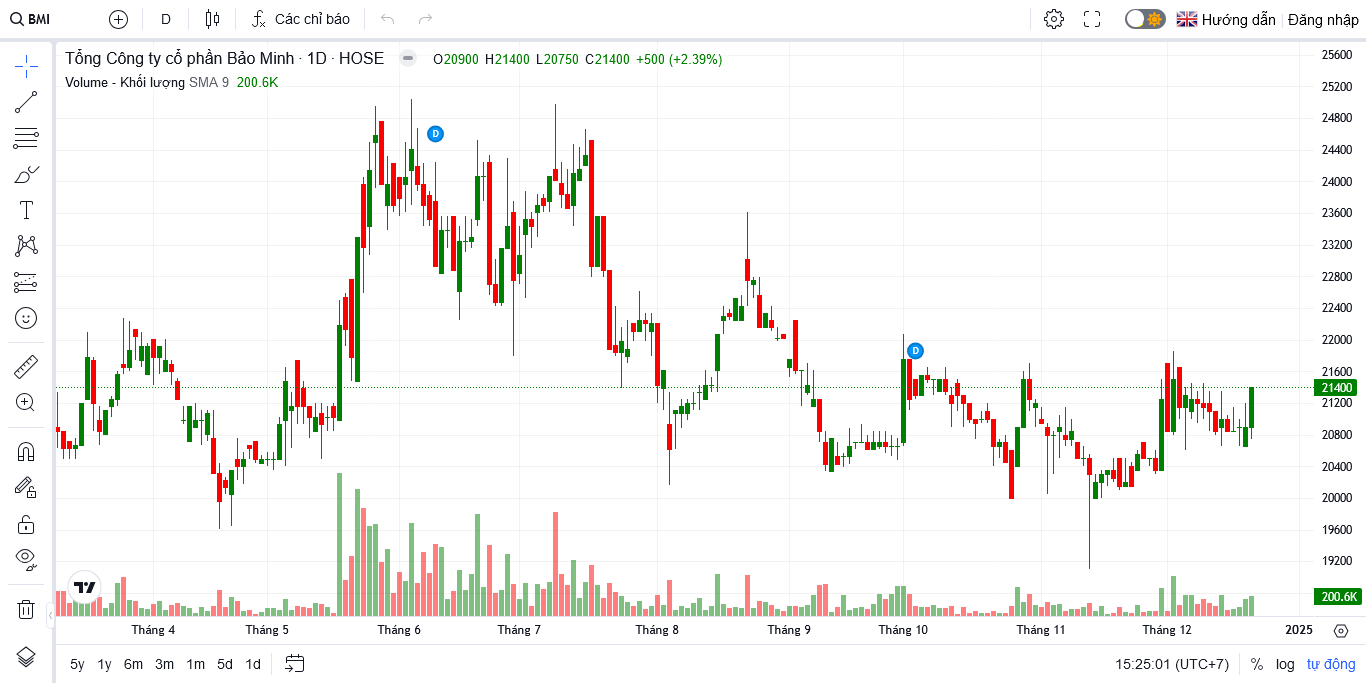 BMI D Các chỉ báo Hướng dẫn Đăng nhập
Tổng Công ty cổ phần Bảo Minh · 1D · HOSE O20900 H21400 L20750 C21400 +500 (+2.39%)
Volume - Khối lượng SMA 9 200.6K
25600
25200
24800
24400
24000
23600
23200
22800
22400
22000
21600
21400
21200
20800
20400
20000
19600
19200
200.6K
D
D
Tháng 4 Tháng 5 Tháng 6 Tháng 7 Tháng 8 Tháng 9 Tháng 10 Tháng 11 Tháng 12 2025
5y 1y 6m 3m 1m 5d 1d 15:25:01 (UTC+7) % log tự động